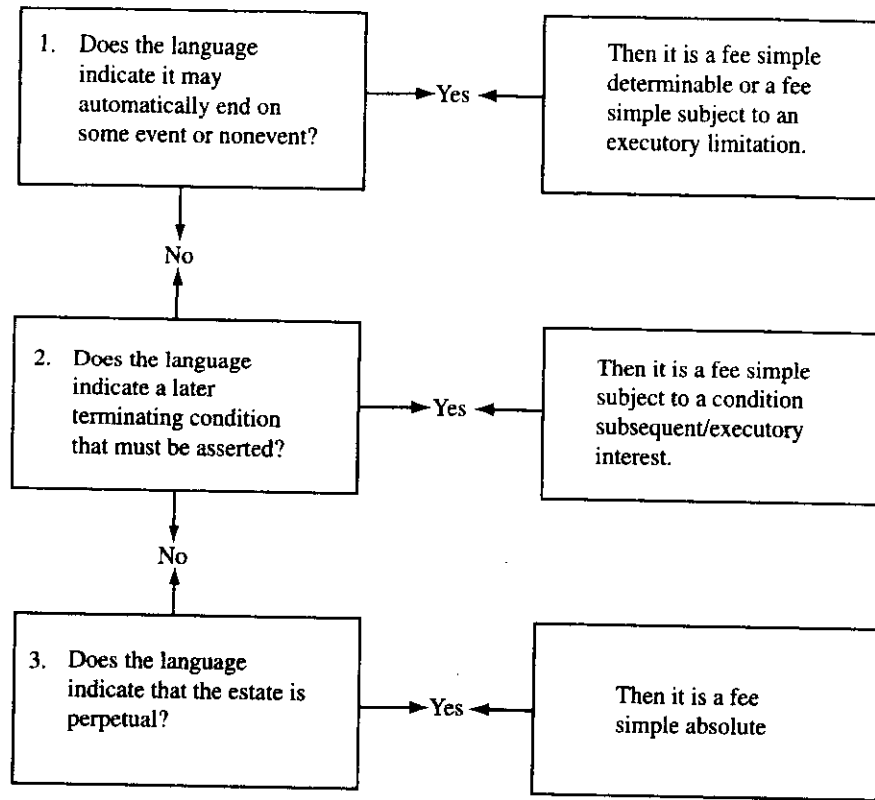 1. Does the language
indicate it may
automatically end on
some event or nonevent?
Yes
Then it is a fee simple
determinable or a fee
simple subject to an
executory limitation.
No
2. Does the language
indicate a later
terminating condition
that must be asserted?
Yes
Then it is a fee simple
subject to a condition
subsequent/executory
interest.
No
3. Does the language
indicate that the estate is
perpetual?
Yes
Then it is a fee
simple absolute